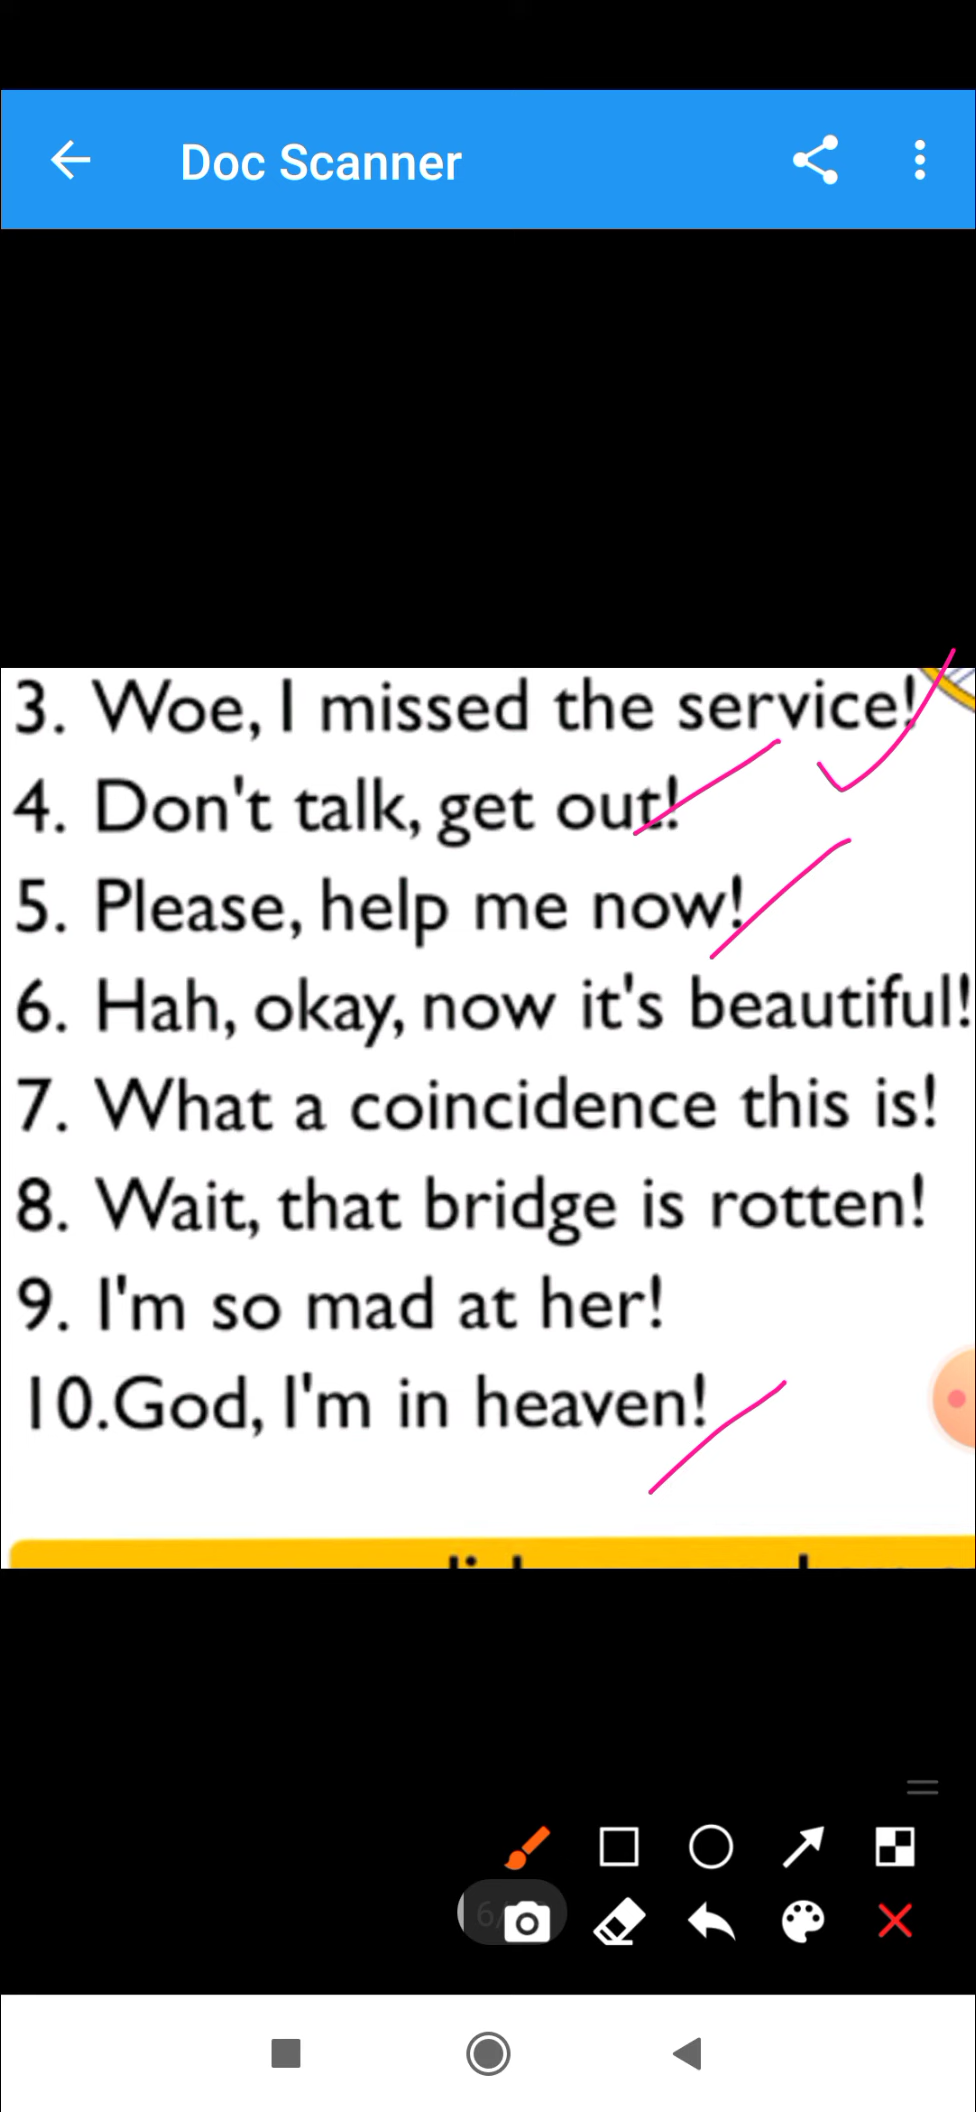 Doc Scanner
3. Woe, I missed the service!
4. Don't talk, get out!
5. Please, help me now!
6. Hah, okay, now it's beautiful!
7. What a coincidence this is!
8. Wait, that bridge is rotten!
9. I'm so mad at her!
10.God, I'm in heaven!